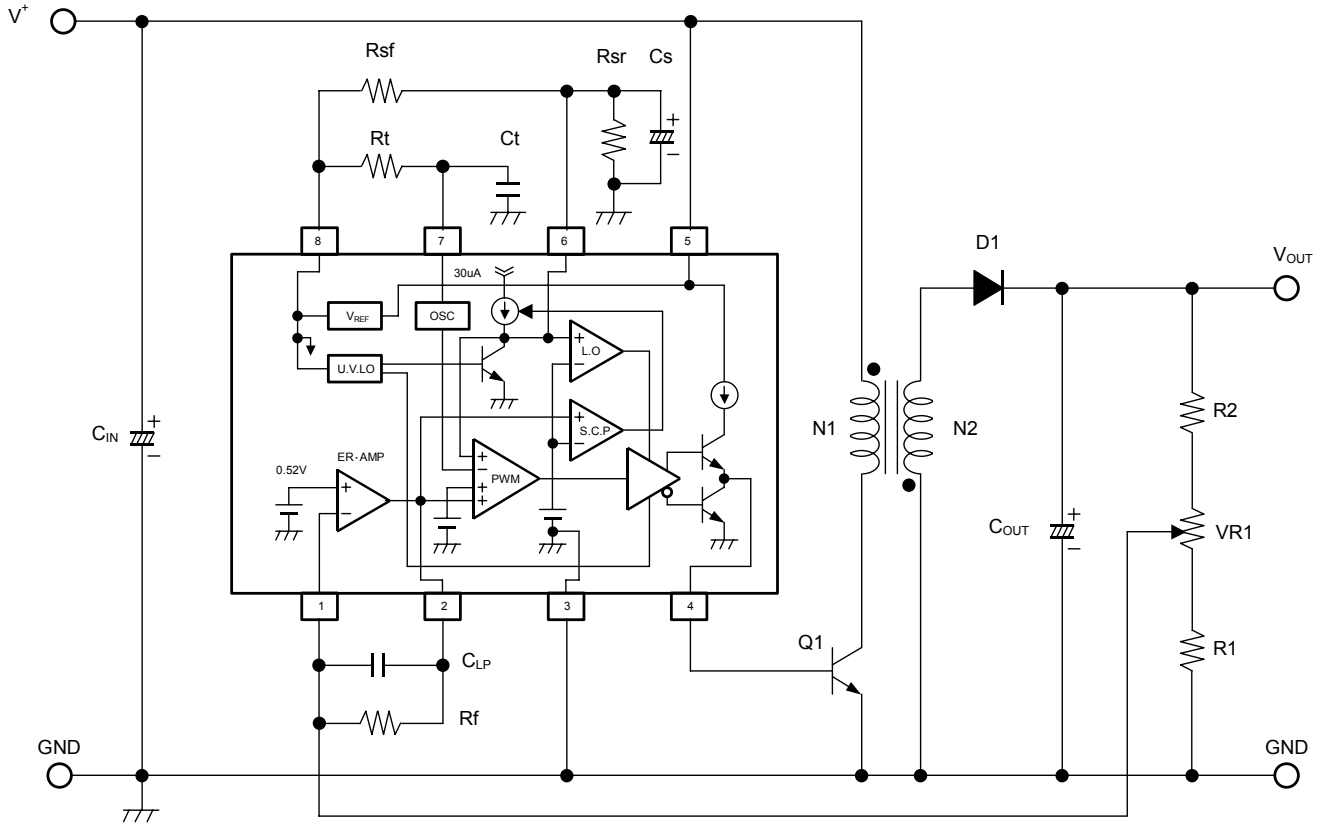 V+
Rsf
Rsr
Cs
Rt
Ct
8
7
6
5
30uA
VREF
OSC
L.O
U.V.LO
S.C.P
ER·AMP
0.52V
PWM
CIN
+
−
+
−
+
−
+
−
+
−
+
−
+
+
1
2
3
4
CLP
Rf
Q1
N1
N2
D1
VOUT
R2
COUT
+
−
VR1
R1
GND
GND